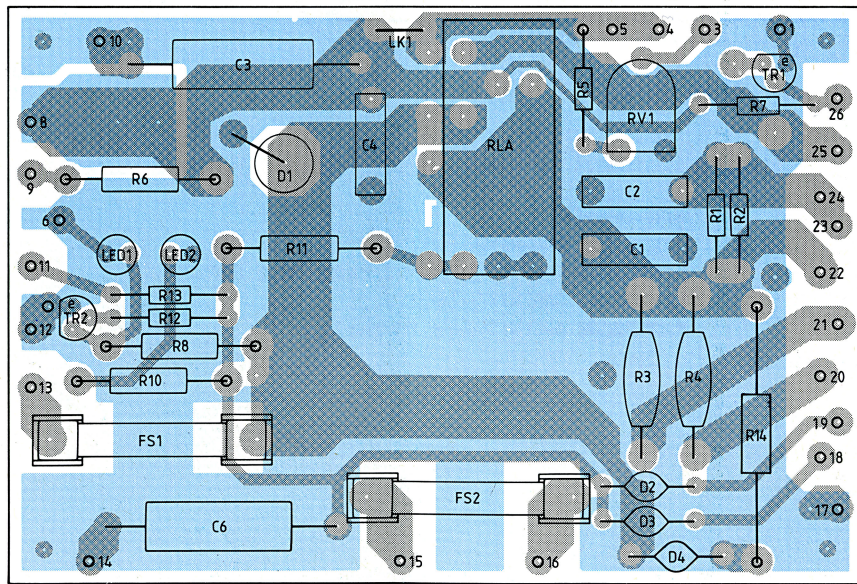 10
LK1
5
4
3
1
C3
e
TR1
R5
RV1
R7
26
8
C4
RLA
25
D1
9
R6
C2
24
R1
R2
6
23
LED1
LED2
R11
C1
11
22
R13
e
TR2
R12
12
21
R8
R3
R4
20
R10
13
19
R14
FS1
18
D2
FS2
17
C6
D3
D4
14
15
16